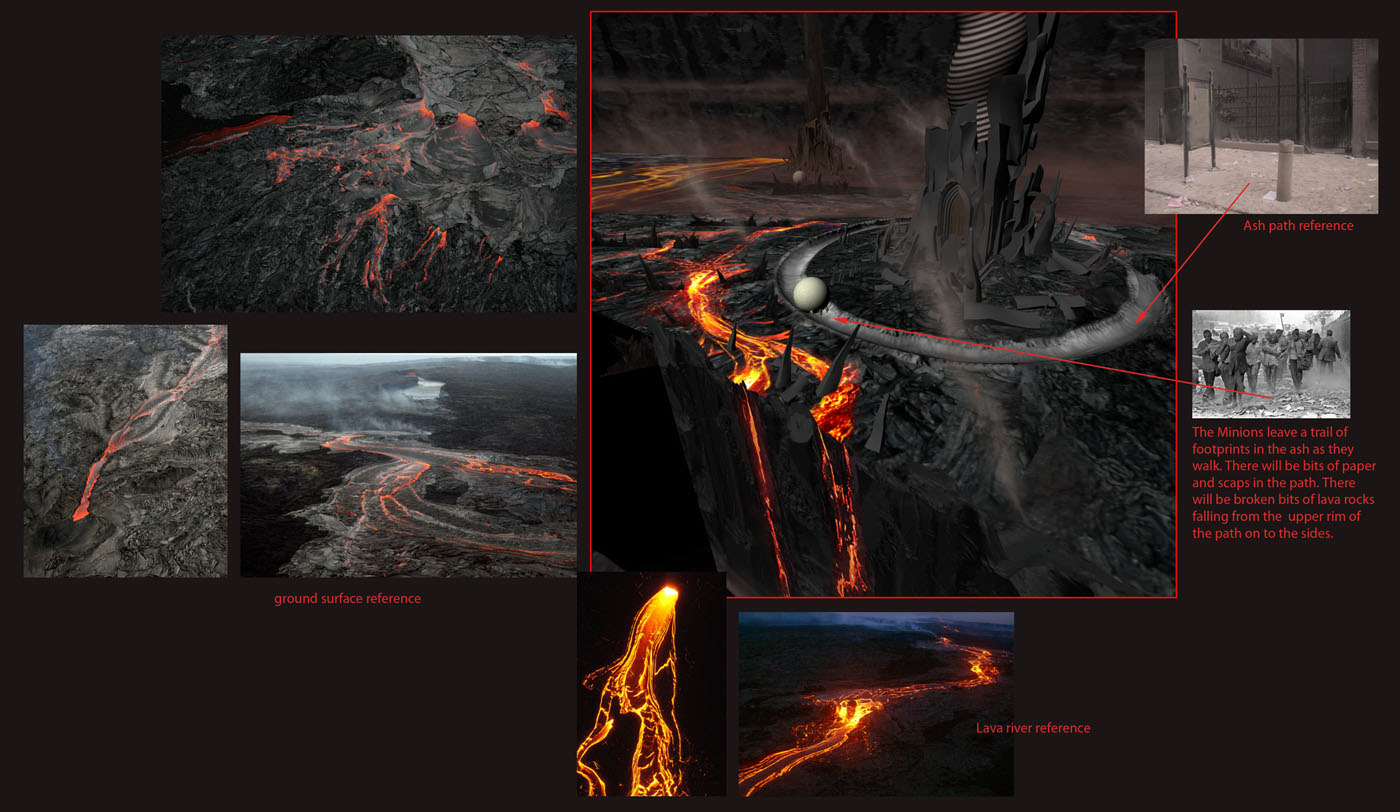 Ash path reference
The Minions leave a trail of
footprints in the ash as they
walk. There will be bits of paper
and scaps in the path. There
will be broken bits of lava rocks
falling from the  upper rim of
the path on to the sides.
ground surface reference
Lava river reference